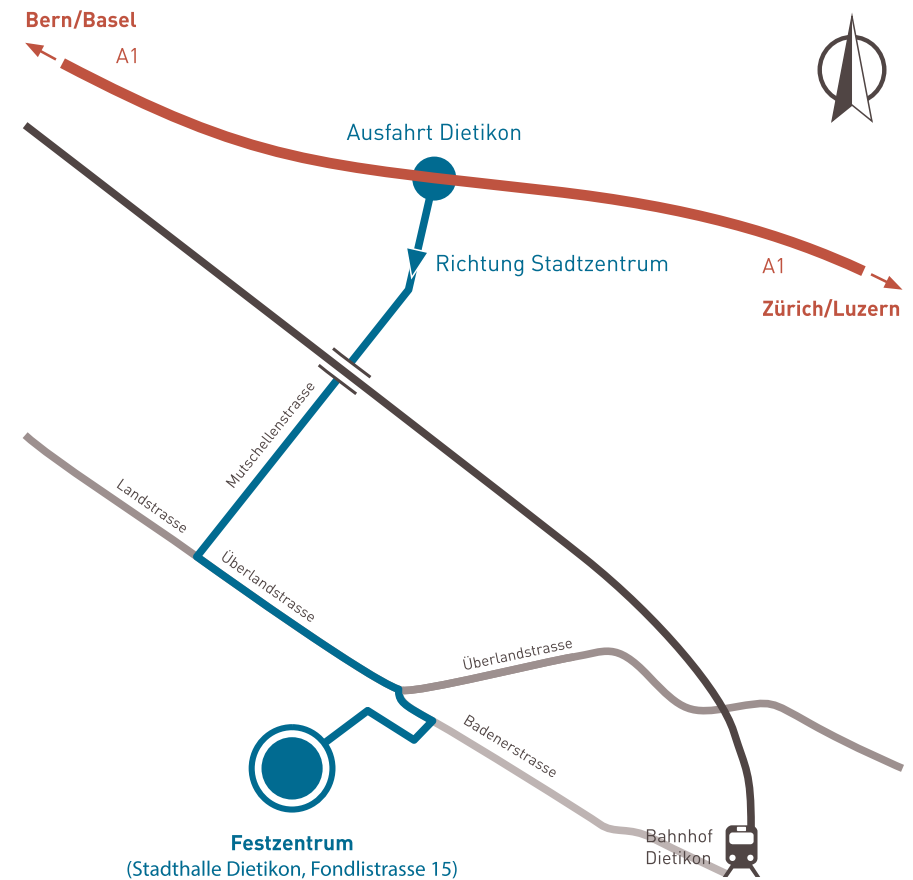 Bern/Basel
A1
Ausfahrt Dietikon
Richtung Stadtzentrum
A1
Zürich/Luzern
Mutschellenstrasse
Landstrasse
Überlandstrasse
Überlandstrasse
Badenerstrasse
Festzentrum
(Stadthalle Dietikon, Fondlistrasse 15)
Bahnhof
Dietikon